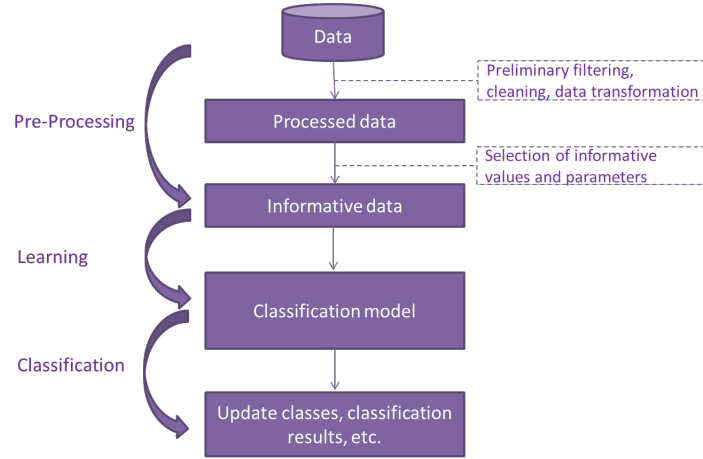 Data
Preliminary filtering,
cleaning, data transformation
Pre-Processing
Processed data
Selection of informative
values and parameters
Informative data
Learning
Classification model
Classification
Update classes, classification
results, etc.